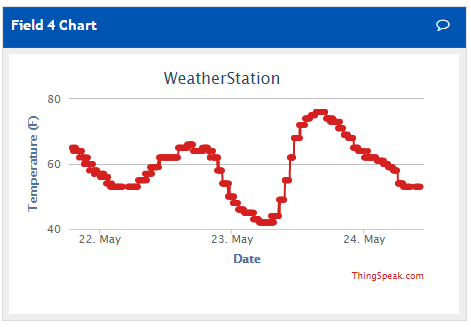 Field 4 Chart
WeatherStation
Temperature (F)
80
60
40
22. May 23. May 24. May
Date
ThingSpeak.com